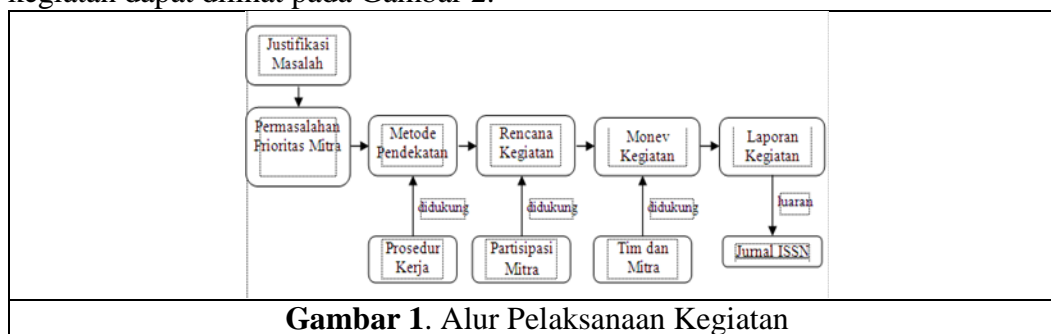 kegiatan dapat dilihat pada Gambar 2.
Justifikasi
Masalah
Permasalahan
Prioritas Mitra
Metode
Pendekatan
Rencana
Kegiatan
Monev
Kegiatan
Laporan
Kegiatan
didukung
didukung
didukung
luaran
Prosedur
Kerja
Partisipasi
Mitra
Tim dan
Mitra
Jurnal ISSN
Gambar 1. Alur Pelaksanaan Kegiatan